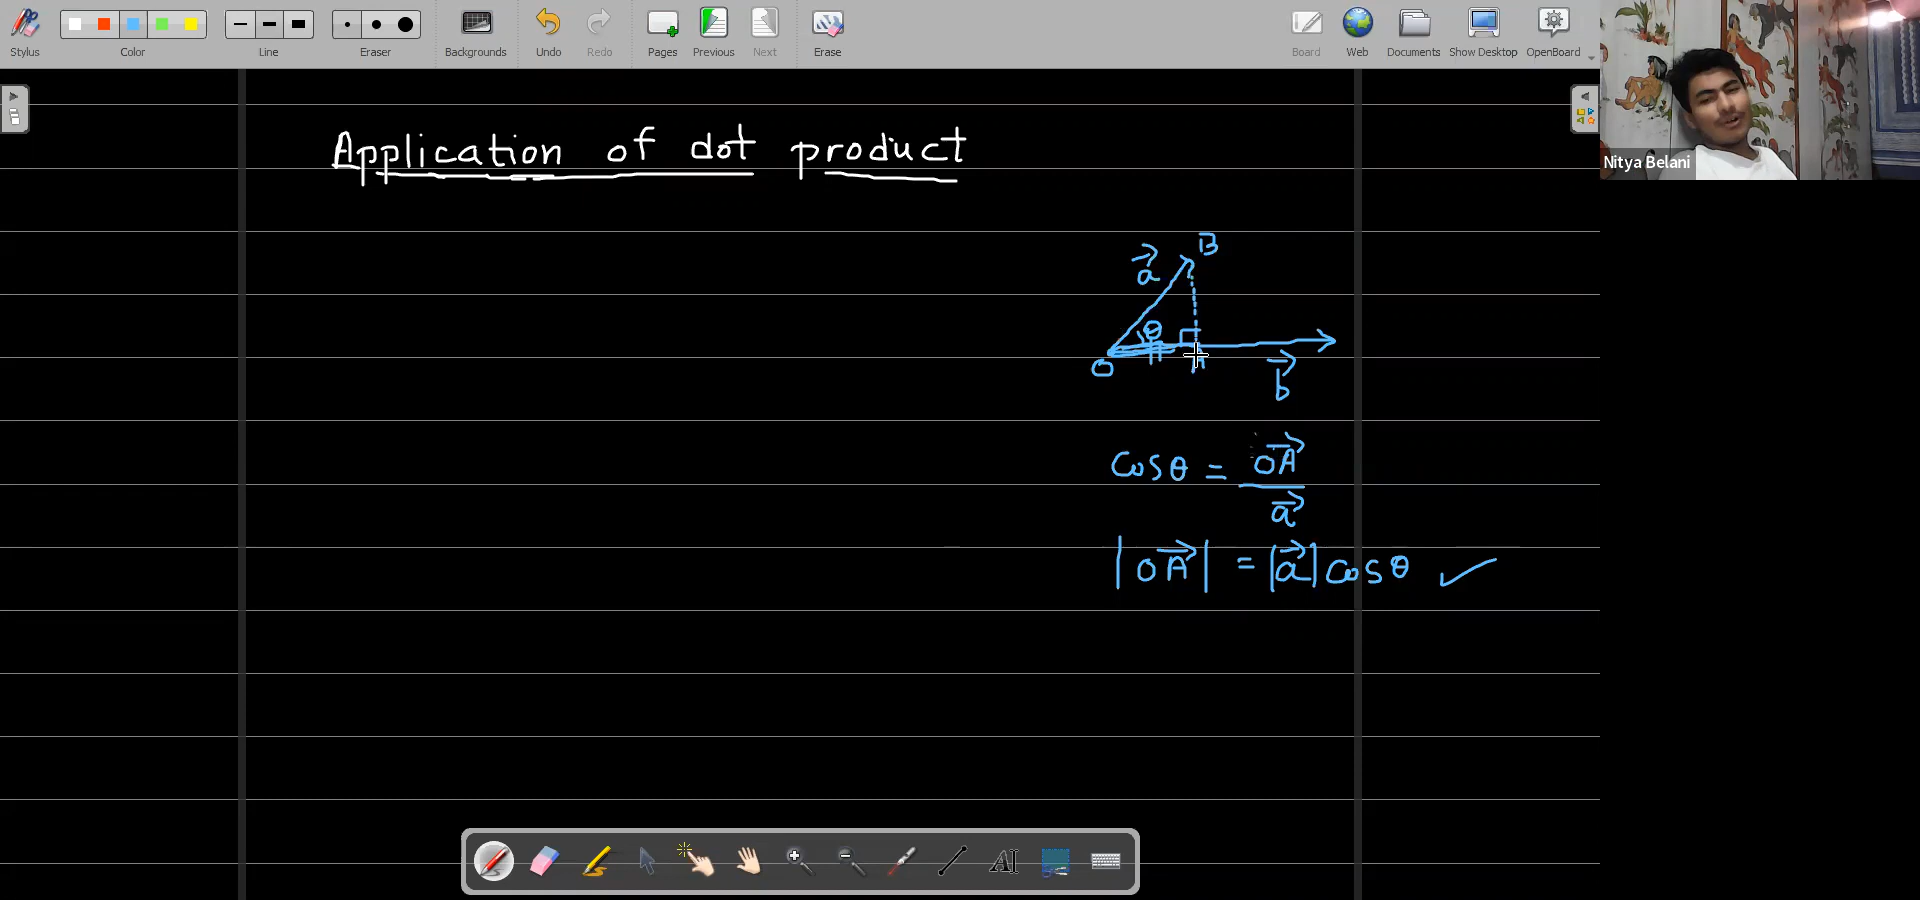 Stylus
Color
Line
Eraser
Backgrounds
Undo
Redo
Pages
Previous
Next
Erase
Board
Web
Documents
Show Desktop
OpenBoard
Nitya Belani
Application of dot product
B
a⃗
θ
O
A
b⃗
cosθ = OA⃗ / a⃗
|OA⃗| = |a⃗| cosθ ✓
AI